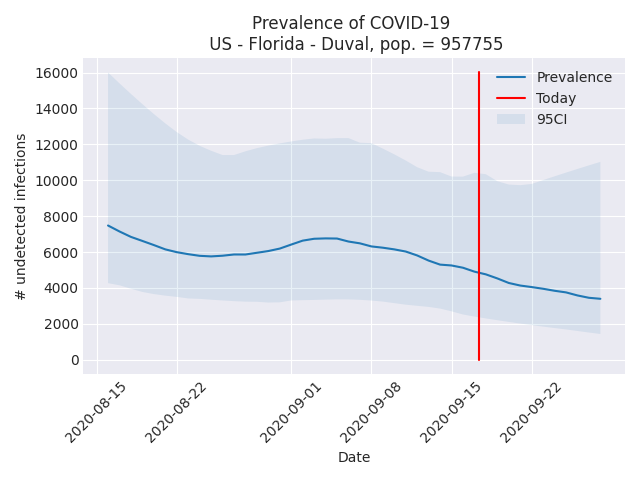 Prevalence of COVID-19
US - Florida - Duval, pop. = 957755
Prevalence
Today
95CI
16000
14000
12000
10000
8000
6000
4000
2000
0
# undetected infections
2020-08-15
2020-08-22
2020-09-01
2020-09-08
2020-09-15
2020-09-22
Date